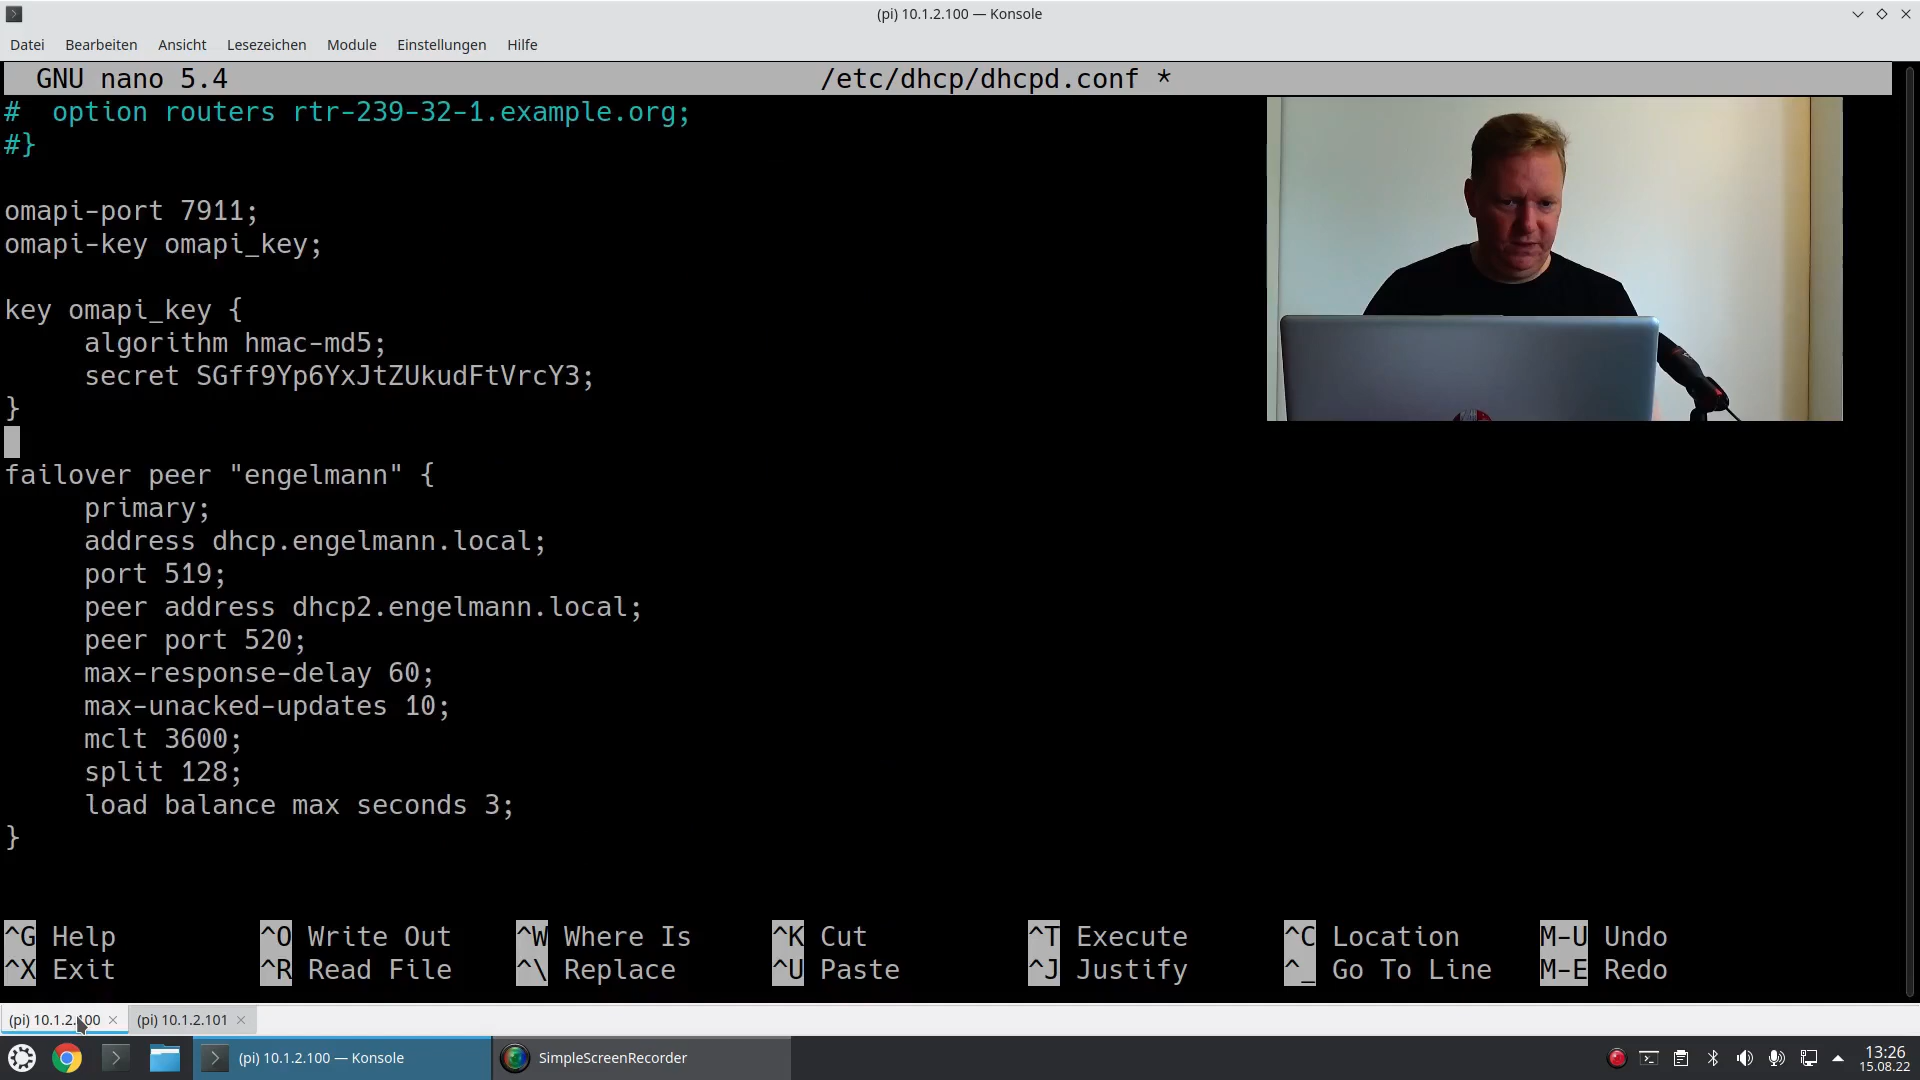 (pi) 10.1.2.100 — Konsole
Datei Bearbeiten Ansicht Lesezeichen Module Einstellungen Hilfe
GNU nano 5.4 /etc/dhcp/dhcpd.conf *
#  option routers rtr-239-32-1.example.org;
#}
omapi-port 7911;
omapi-key omapi_key;
key omapi_key {
algorithm hmac-md5;
secret SGff9Yp6YxJtZUkudFtVrcY3;
}
failover peer "engelmann" {
primary;
address dhcp.engelmann.local;
port 519;
peer address dhcp2.engelmann.local;
peer port 520;
max-response-delay 60;
max-unacked-updates 10;
mclt 3600;
split 128;
load balance max seconds 3;
}
^G Help ^O Write Out ^W Where Is ^K Cut ^T Execute ^C Location M-U Undo
^X Exit ^R Read File ^\ Replace ^U Paste ^J Justify ^_ Go To Line M-E Redo
(pi) 10.1.2.100 (pi) 10.1.2.101
(pi) 10.1.2.100 — Konsole SimpleScreenRecorder 13:26
15.08.22